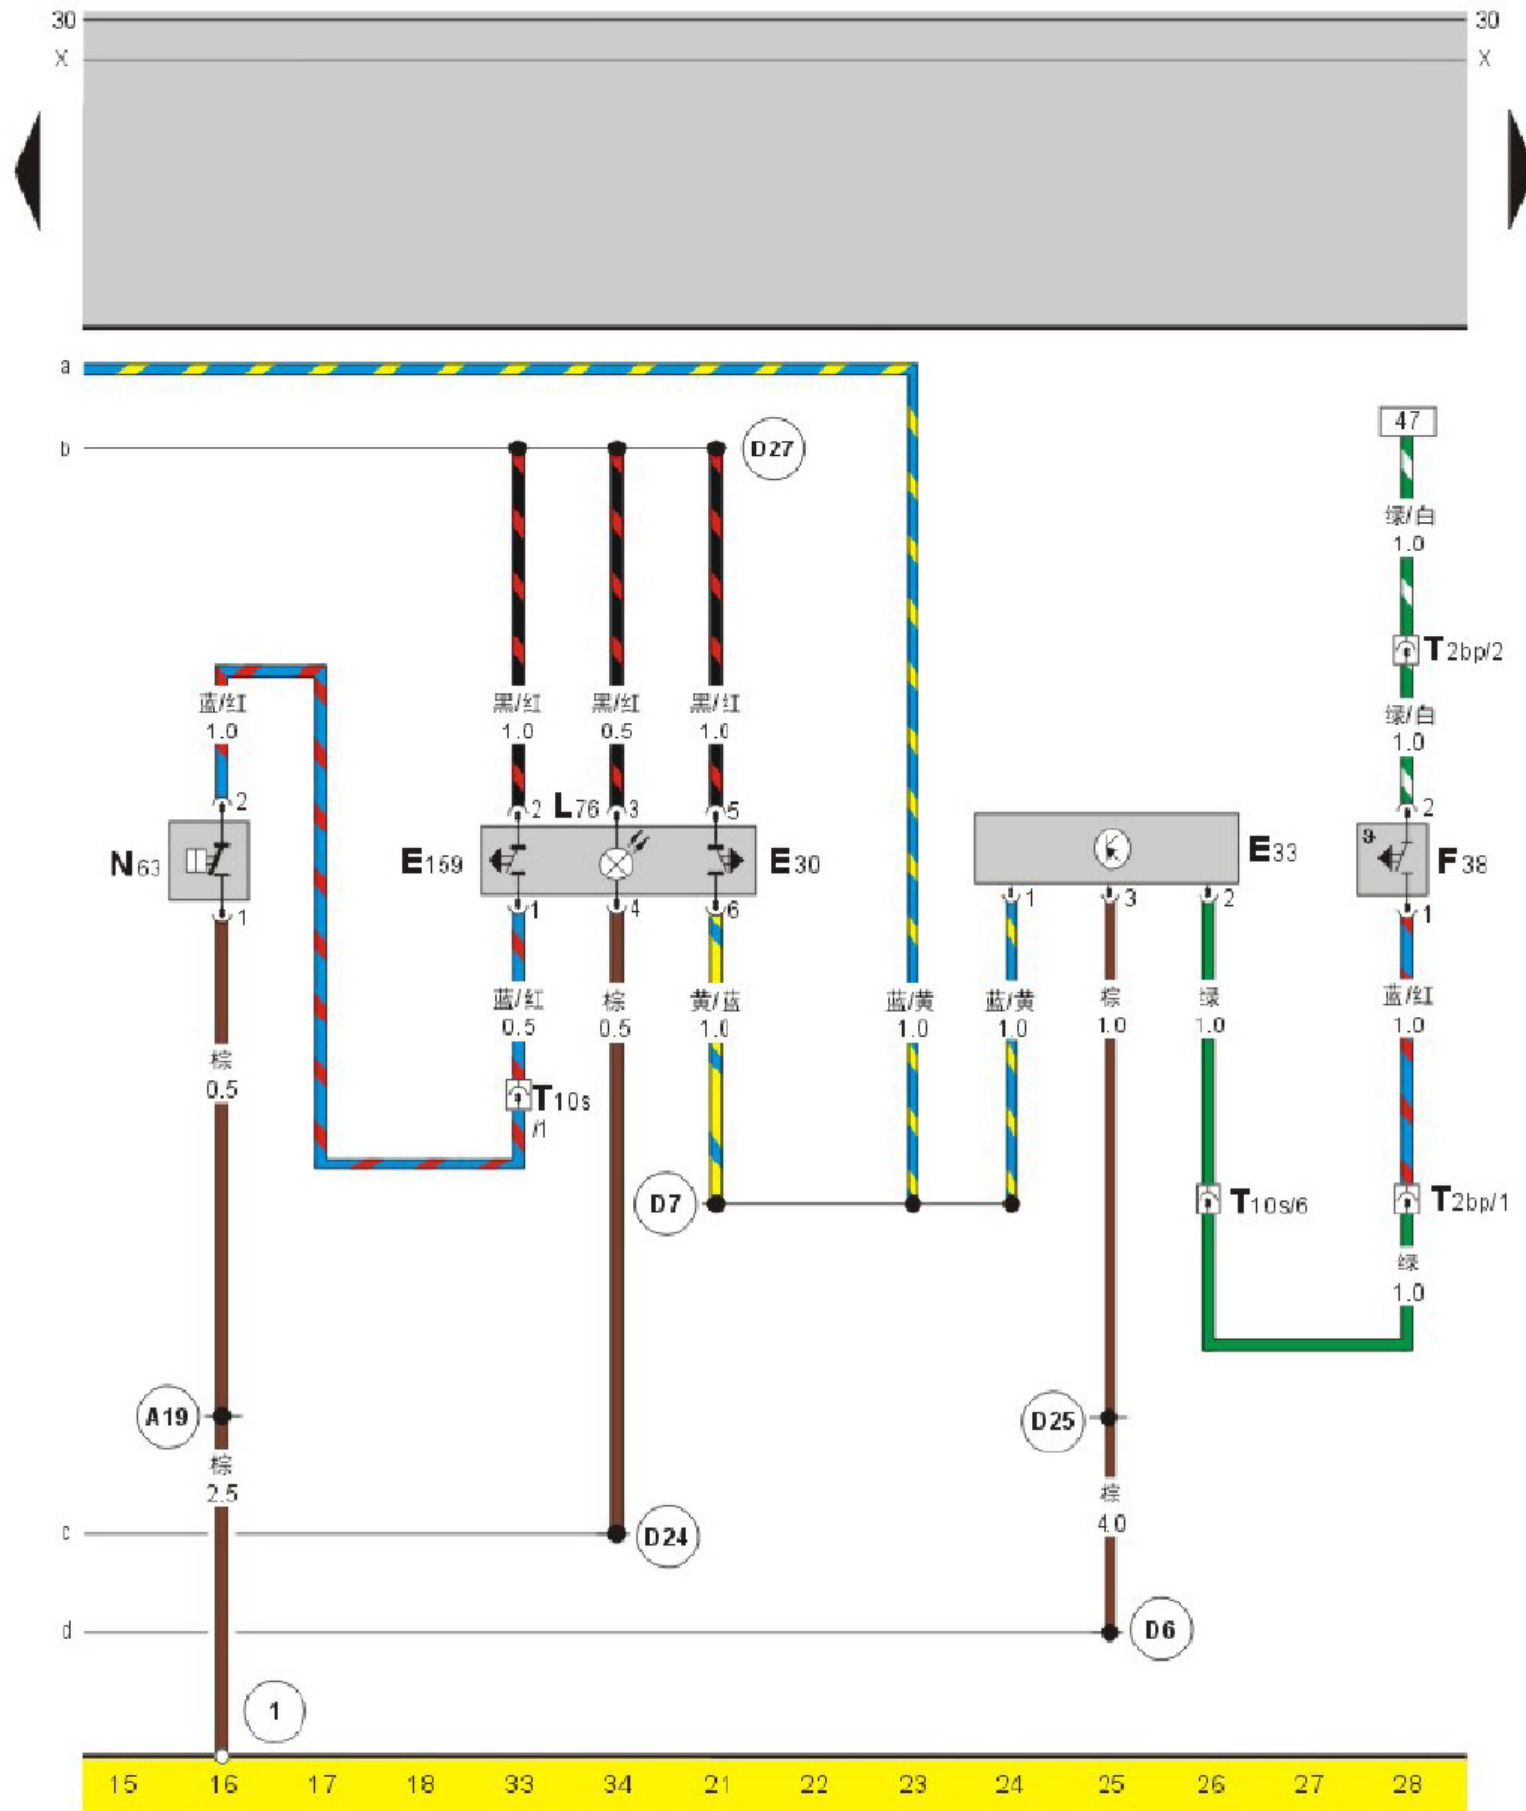 30 30
X X
a
b
D27
47
绿/白
1.0
T2bp/2
绿/白
1.0
蓝/红
1.0
黑/红
1.0
黑/红
0.5
黑/红
1.0
2
2
L76
3
5
2
N63
E159
E30
E33
9
F38
1
1
4
6
1
3
2
1
蓝/红
0.5
棕
0.5
黄/蓝
1.0
蓝/黄
1.0
蓝/黄
1.0
棕
1.0
绿
1.0
蓝/红
1.0
棕
0.5
T10s
/1
D7
T10s/6
T2bp/1
绿
1.0
A19
D25
棕
2.5
棕
4.0
c
D24
d
D6
1
15 16 17 18 33 34 21 22 23 24 25 26 27 28